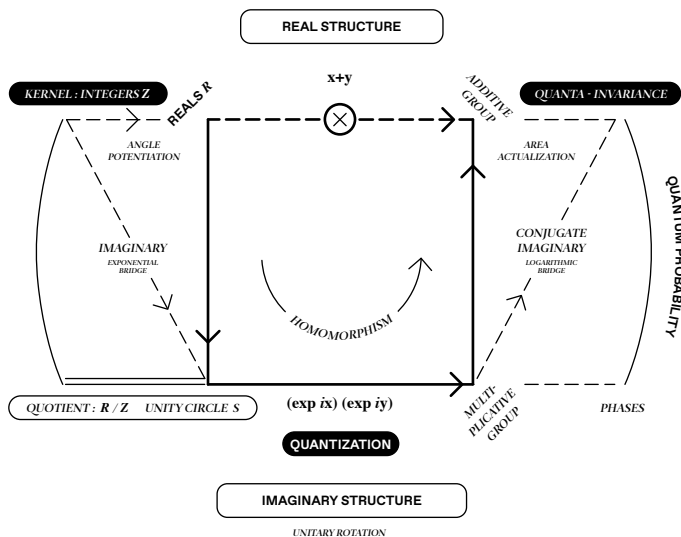 REAL STRUCTURE
x+y
KERNEL : INTEGERS Z
REALS R
ADDITIVE
GROUP
QUANTA - INVARIANCE
ANGLE
POTENTIATION
AREA
ACTUALIZATION
QUANTUM PROBABILITY
IMAGINARY
EXPONENTIAL
BRIDGE
CONJUGATE
IMAGINARY
LOGARITHMIC
BRIDGE
HOMOMORPHISM
QUOTIENT : R / Z UNITY CIRCLE S
(exp ix) (exp iy)
MULTI-
PLICATIVE
GROUP
PHASES
QUANTIZATION
IMAGINARY STRUCTURE
UNITARY ROTATION